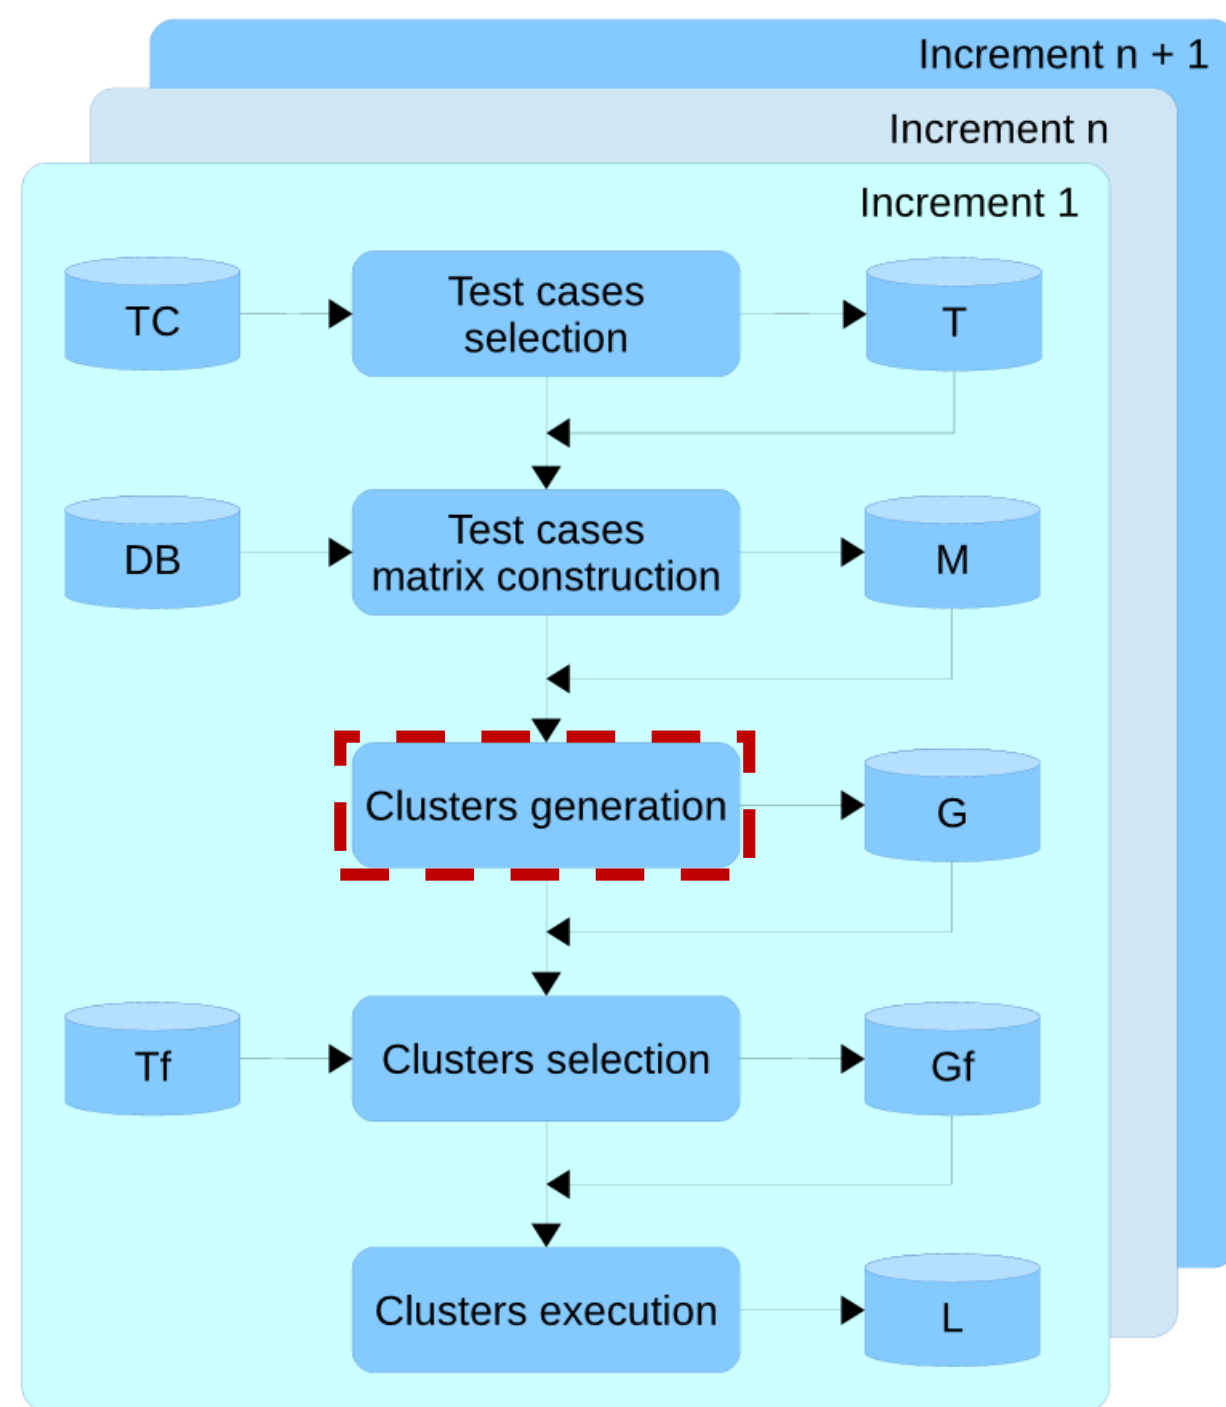 Increment n + 1
Increment n
Increment 1
TC
Test cases
selection
T
DB
Test cases
matrix construction
M
Clusters generation
G
Tf
Clusters selection
Gf
Clusters execution
L